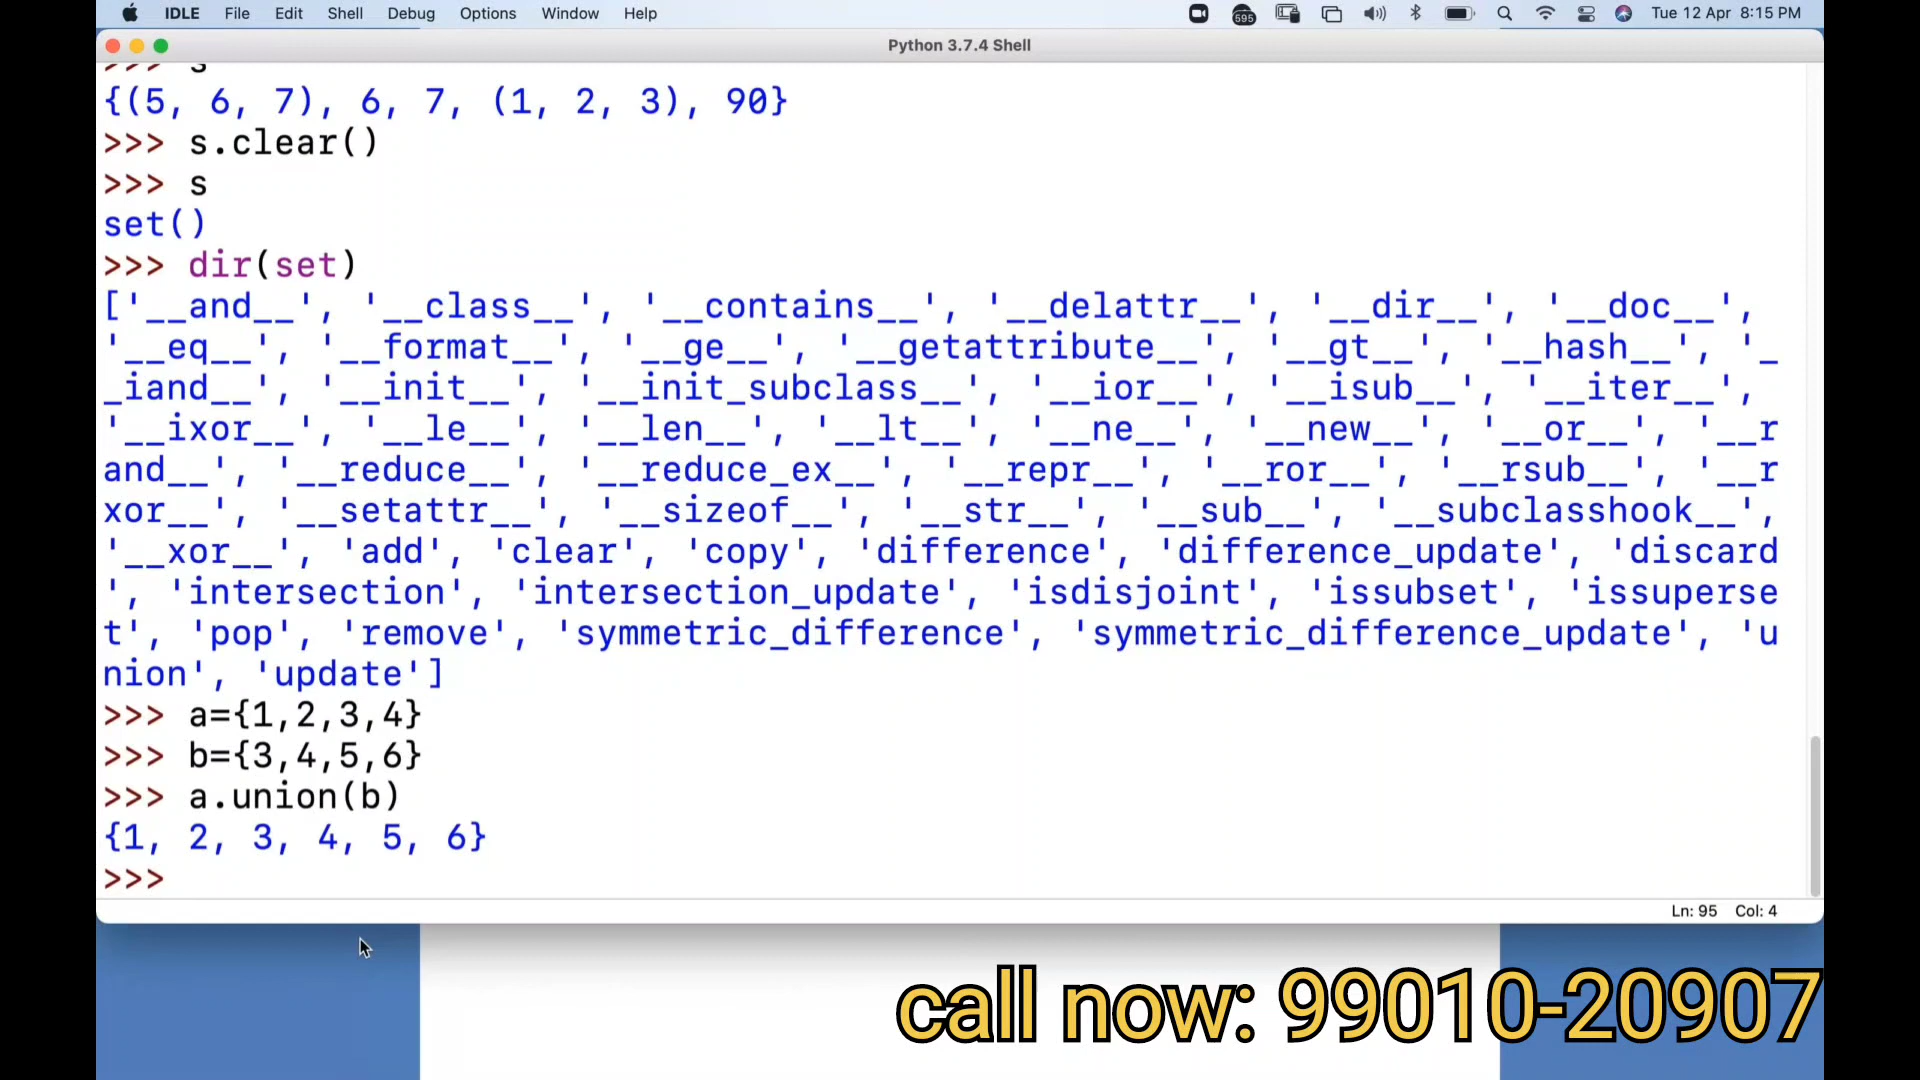 IDLE File Edit Shell Debug Options Window Help 595 Tue 12 Apr 8:15 PM
Python 3.7.4 Shell
>>> s
{(5, 6, 7), 6, 7, (1, 2, 3), 90}
>>> s.clear()
>>> s
set()
>>> dir(set)
['__and__', '__class__', '__contains__', '__delattr__', '__dir__', '__doc__',
'__eq__', '__format__', '__ge__', '__getattribute__', '__gt__', '__hash__', '_
_iand__', '__init__', '__init_subclass__', '__ior__', '__isub__', '__iter__',
'__ixor__', '__le__', '__len__', '__lt__', '__ne__', '__new__', '__or__', '__r
and__', '__reduce__', '__reduce_ex__', '__repr__', '__ror__', '__rsub__', '__r
xor__', '__setattr__', '__sizeof__', '__str__', '__sub__', '__subclasshook__',
'__xor__', 'add', 'clear', 'copy', 'difference', 'difference_update', 'discard
', 'intersection', 'intersection_update', 'isdisjoint', 'issubset', 'issuperse
t', 'pop', 'remove', 'symmetric_difference', 'symmetric_difference_update', 'u
nion', 'update']
>>> a={1,2,3,4}
>>> b={3,4,5,6}
>>> a.union(b)
{1, 2, 3, 4, 5, 6}
>>>
Ln: 95 Col: 4
call now: 99010-20907